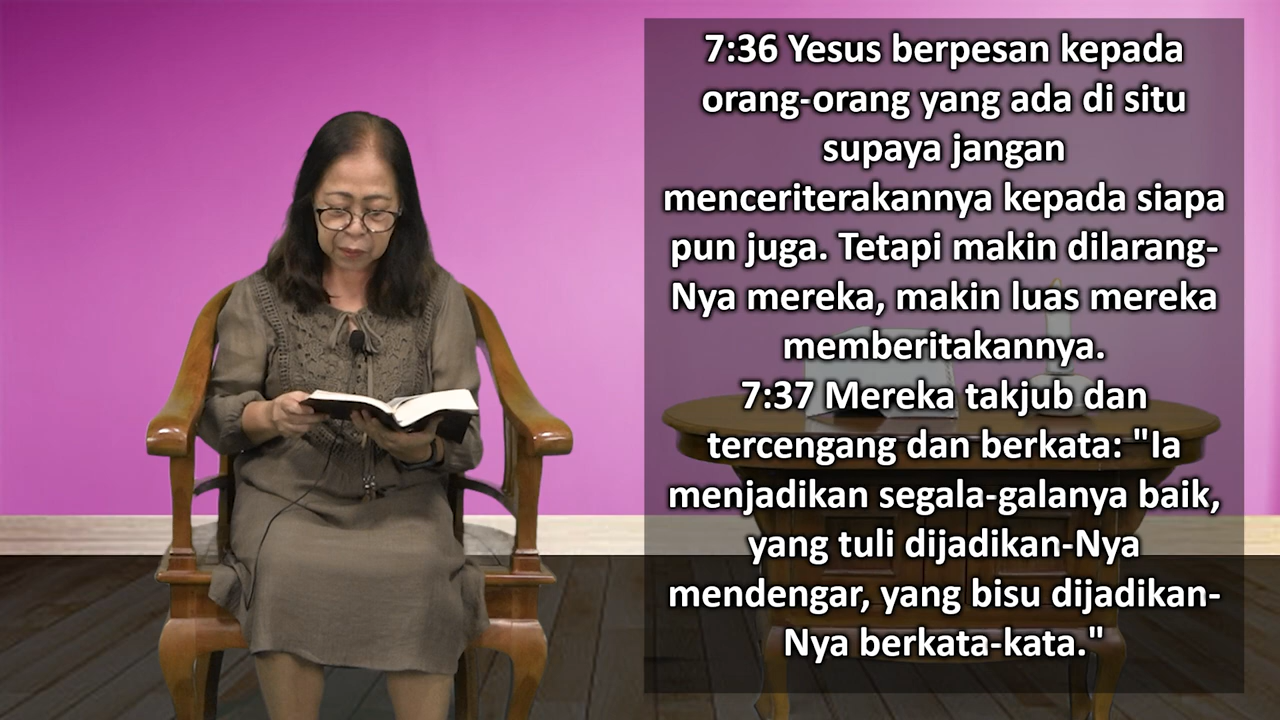 7:36 Yesus berpesan kepada
orang-orang yang ada di situ
supaya jangan
menceriterakannya kepada siapa
pun juga. Tetapi makin dilarang-
Nya mereka, makin luas mereka
memberitakannya.
7:37 Mereka takjub dan
tercengang dan berkata: "Ia
menjadikan segala-galanya baik,
yang tuli dijadikan-Nya
mendengar, yang bisu dijadikan-
Nya berkata-kata."